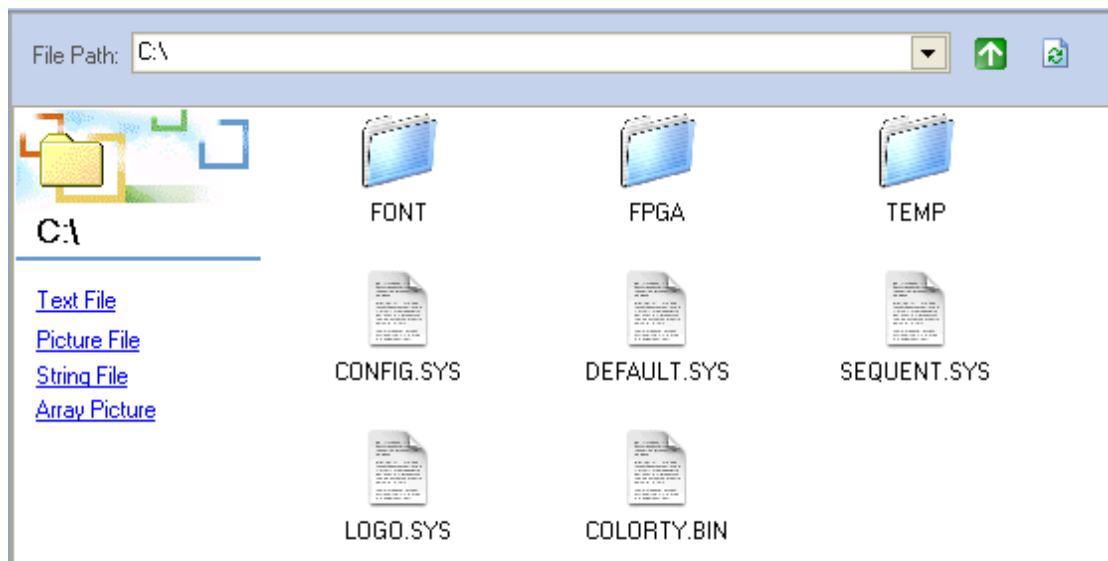 File Path: C:\
C:\
Text File
Picture File
String File
Array Picture
FONT FPGA TEMP
CONFIG.SYS DEFAULT.SYS SEQUENT.SYS
LOGO.SYS COLORTY.BIN